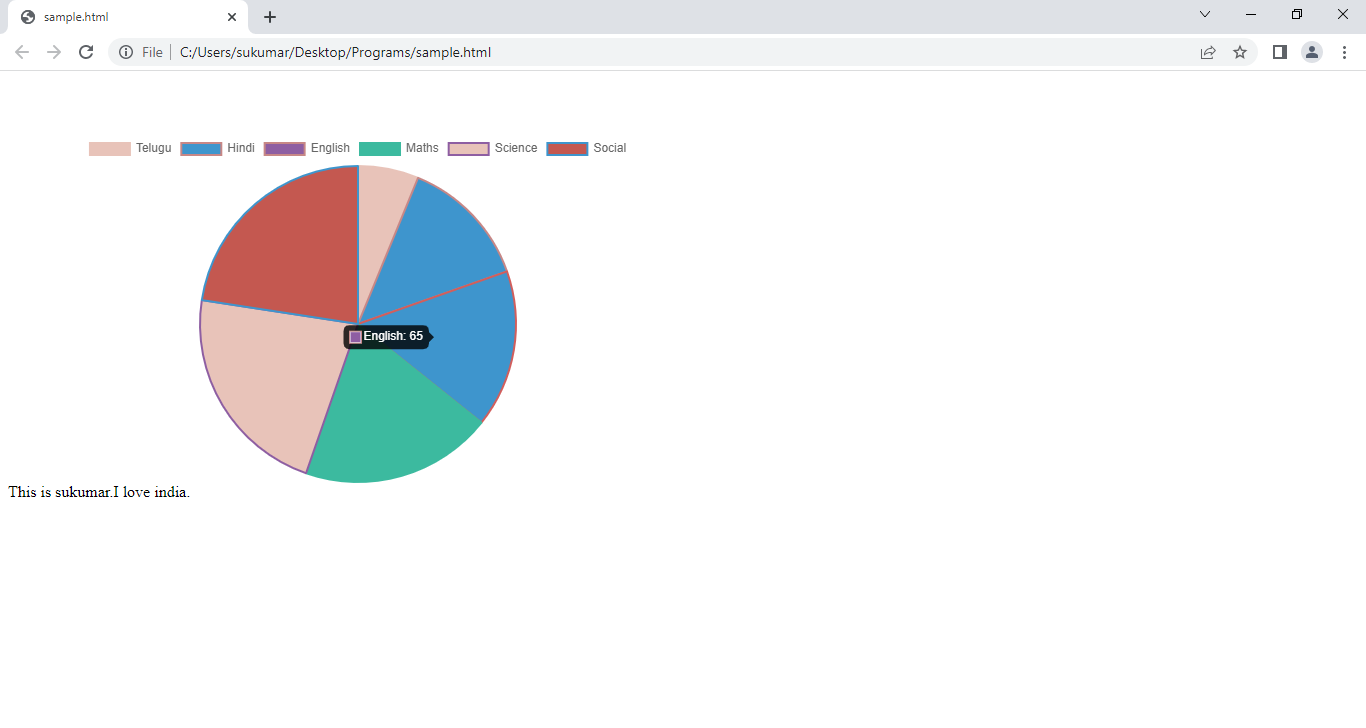 sample.html
File C:/Users/sukumar/Desktop/Programs/sample.html
Telugu Hindi English Maths Science Social
English: 65
This is sukumar.I love india.